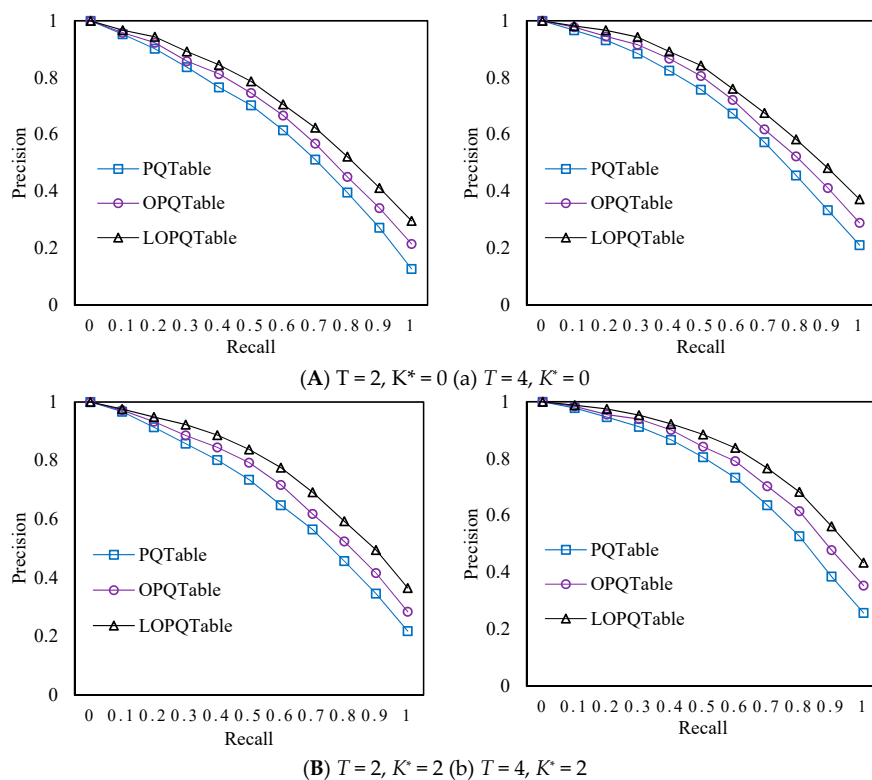 1
0.8
0.6
0.4
0.2
0
Precision
PQTable
OPQTable
LOPQTable
0 0.1 0.2 0.3 0.4 0.5 0.6 0.7 0.8 0.9 1
Recall
1
0.8
0.6
0.4
0.2
0
Precision
PQTable
OPQTable
LOPQTable
0 0.1 0.2 0.3 0.4 0.5 0.6 0.7 0.8 0.9 1
Recall
(A) T = 2, K* = 0 (a) T = 4, K* = 0
1
0.8
0.6
0.4
0.2
0
Precision
PQTable
OPQTable
LOPQTable
0 0.1 0.2 0.3 0.4 0.5 0.6 0.7 0.8 0.9 1
Recall
1
0.8
0.6
0.4
0.2
0
Precision
PQTable
OPQTable
LOPQTable
0 0.1 0.2 0.3 0.4 0.5 0.6 0.7 0.8 0.9 1
Recall
(B) T = 2, K* = 2 (b) T = 4, K* = 2